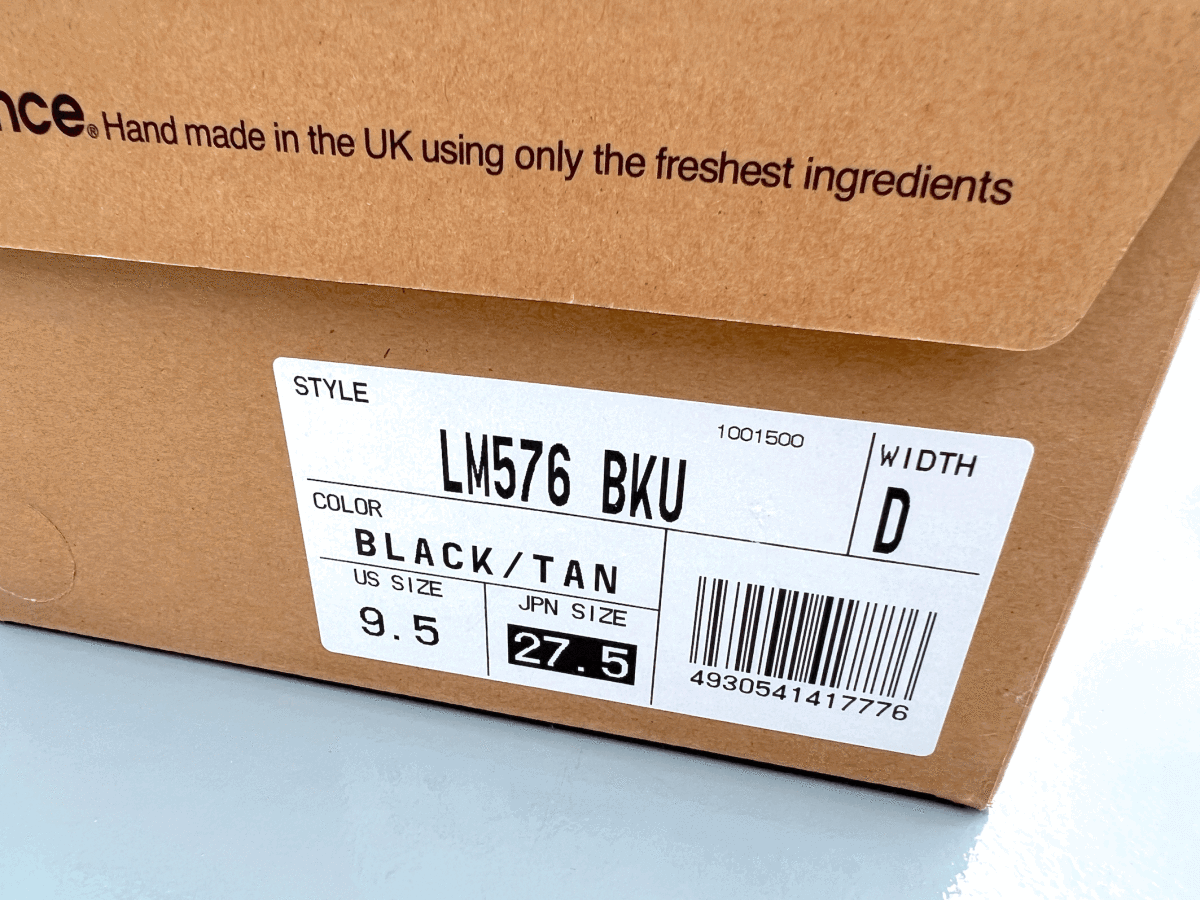 nce® Hand made in the UK using only the freshest ingredients
STYLE
1001500
LM576 BKU
WIDTH
D
COLOR
BLACK/TAN
US SIZE
9.5
JPN SIZE
27.5
4930541417776